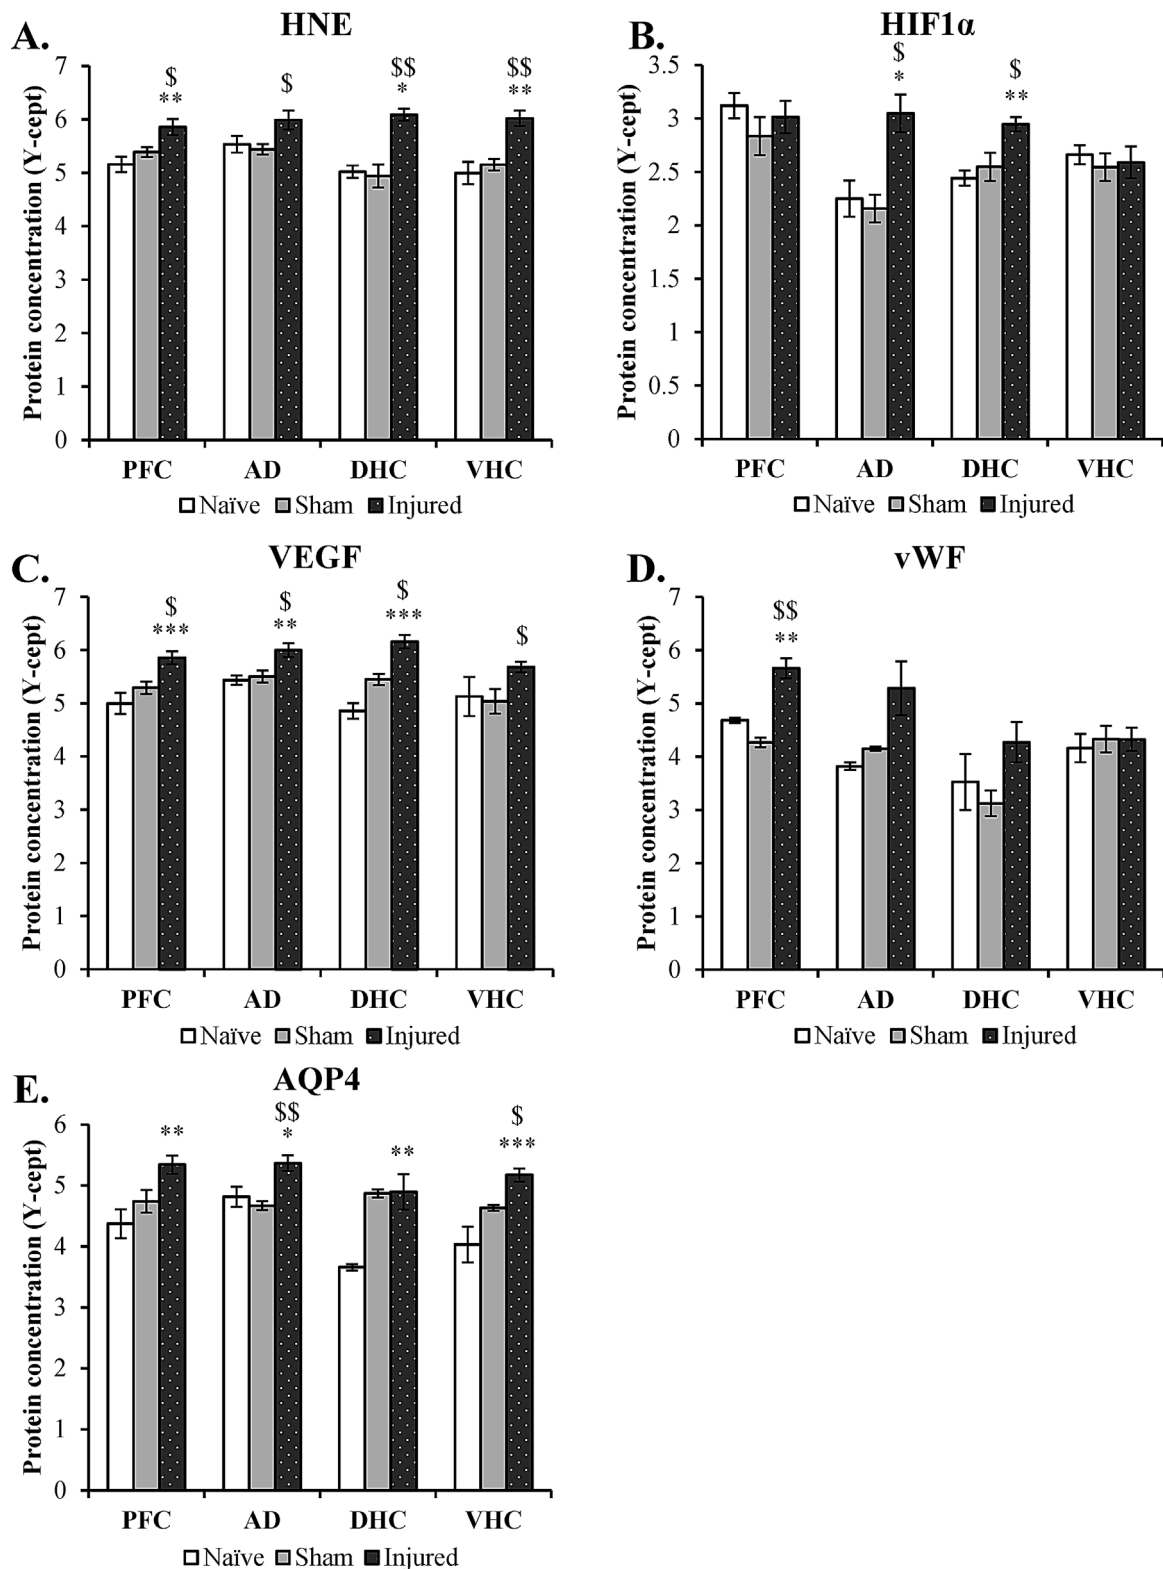 A.
HNE
Protein concentration (Y-cept)
7
6
5
4
3
2
1
0
$
**
$
$$
*
$$
**
PFC AD DHC VHC
Naïve Sham Injured
B.
HIF1α
Protein concentration (Y-cept)
3.5
3
2.5
2
1.5
1
0.5
0
$
*
$
**
PFC AD DHC VHC
Naïve Sham Injured
C.
VEGF
Protein concentration (Y-cept)
7
6
5
4
3
2
1
0
$
***
$
**
$
***
$
PFC AD DHC VHC
Naïve Sham Injured
D.
vWF
Protein concentration (Y-cept)
7
6
5
4
3
2
1
0
$$
**
PFC AD DHC VHC
Naïve Sham Injured
E.
AQP4
Protein concentration (Y-cept)
6
5
4
3
2
1
0
**
$$
*
**
$
***
PFC AD DHC VHC
Naïve Sham Injured